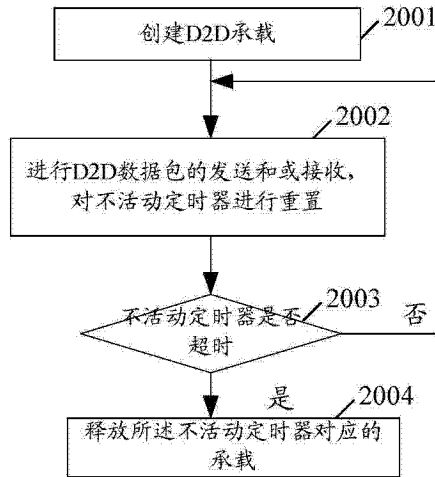 创建D2D承载
2001
2002
进行D2D数据包的发送和或接收，
对不活动定时器进行重置
2003
不活动定时器是否
超时
否
是
2004
释放所述不活动定时器对应的
承载